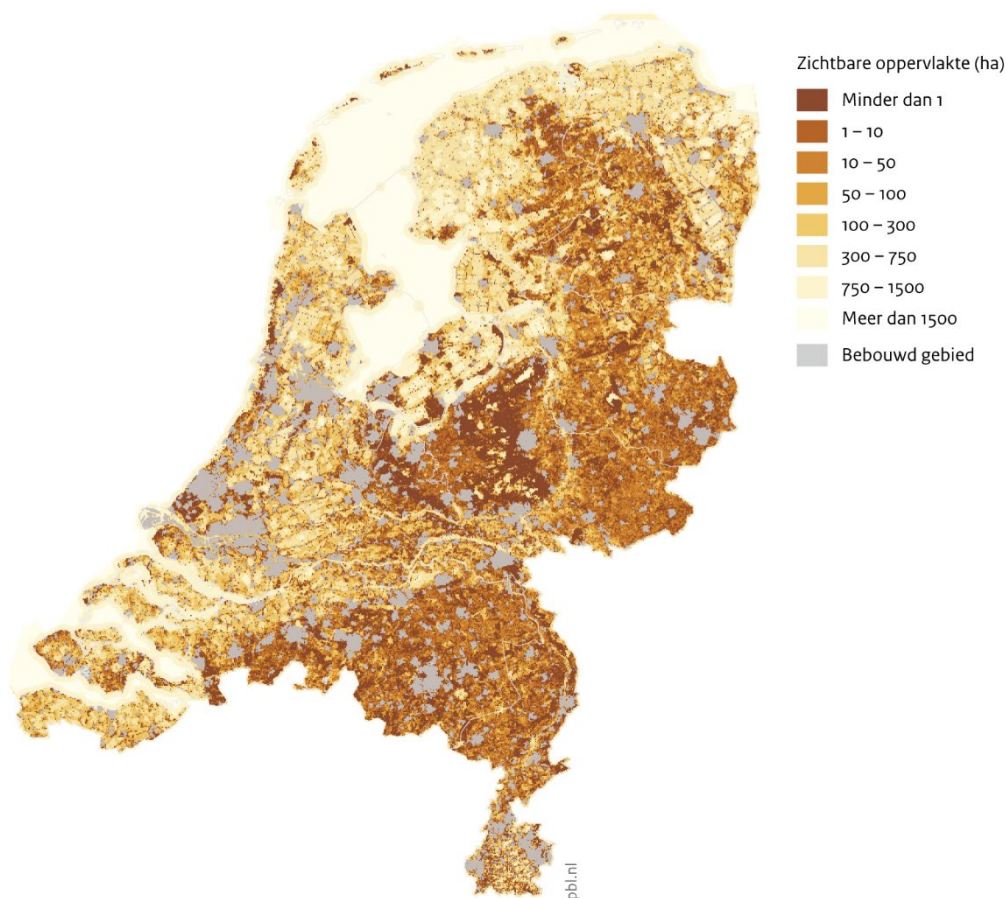 Zichtbare oppervlakte (ha)
Minder dan 1
1 – 10
10 – 50
50 – 100
100 – 300
300 – 750
750 – 1500
Meer dan 1500
Bebouwd gebied
pbl.nl